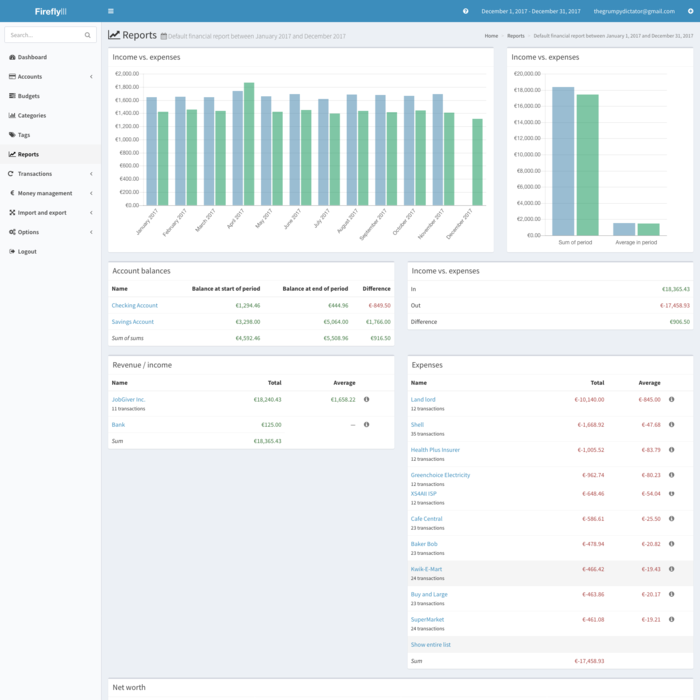 FireflyIII
December 1, 2017 - December 31, 2017
thegrumpydictator@gmail.com
Search...
Dashboard
Accounts
Budgets
Categories
Tags
Reports
Transactions
Money management
Import and export
Options
Logout
Reports Default financial report between January 2017 and December 2017
Home Reports Default financial report between January 1, 2017 and December 31, 2017
Income vs. expenses
€2,000.00
€1,800.00
€1,600.00
€1,400.00
€1,200.00
€1,000.00
€800.00
€600.00
€400.00
€200.00
€0.00
January 2017
February 2017
March 2017
April 2017
May 2017
June 2017
July 2017
August 2017
September 2017
October 2017
November 2017
December 2017
Income vs. expenses
€20,000.00
€18,000.00
€16,000.00
€14,000.00
€12,000.00
€10,000.00
€8,000.00
€6,000.00
€4,000.00
€2,000.00
€0.00
Sum of period Average in period
Account balances
Name Balance at start of period Balance at end of period Difference
Checking Account €1,294.46 €444.96 €-849.50
Savings Account €3,298.00 €5,064.00 €1,766.00
Sum of sums €4,592.46 €5,508.96 €916.50
Income vs. expenses
In €18,365.43
Out €-17,458.93
Difference €906.50
Revenue / income
Name Total Average
JobGiver Inc. €18,240.43 €1,658.22
11 transactions
Bank €125.00 —
Sum €18,365.43
Expenses
Name Total Average
Land lord €-10,140.00 €-845.00
12 transactions
Shell €-1,668.92 €-47.68
35 transactions
Health Plus Insurer €-1,005.52 €-83.79
12 transactions
Greenchoice Electricity €-962.74 €-80.23
12 transactions
XS4All ISP €-648.46 €-54.04
12 transactions
Cafe Central €-586.61 €-25.50
23 transactions
Baker Bob €-478.94 €-20.82
23 transactions
Kwik-E-Mart €-466.42 €-19.43
24 transactions
Buy and Large €-463.86 €-20.17
23 transactions
SuperMarket €-461.08 €-19.21
24 transactions
Show entire list
Sum €-17,458.93
Net worth